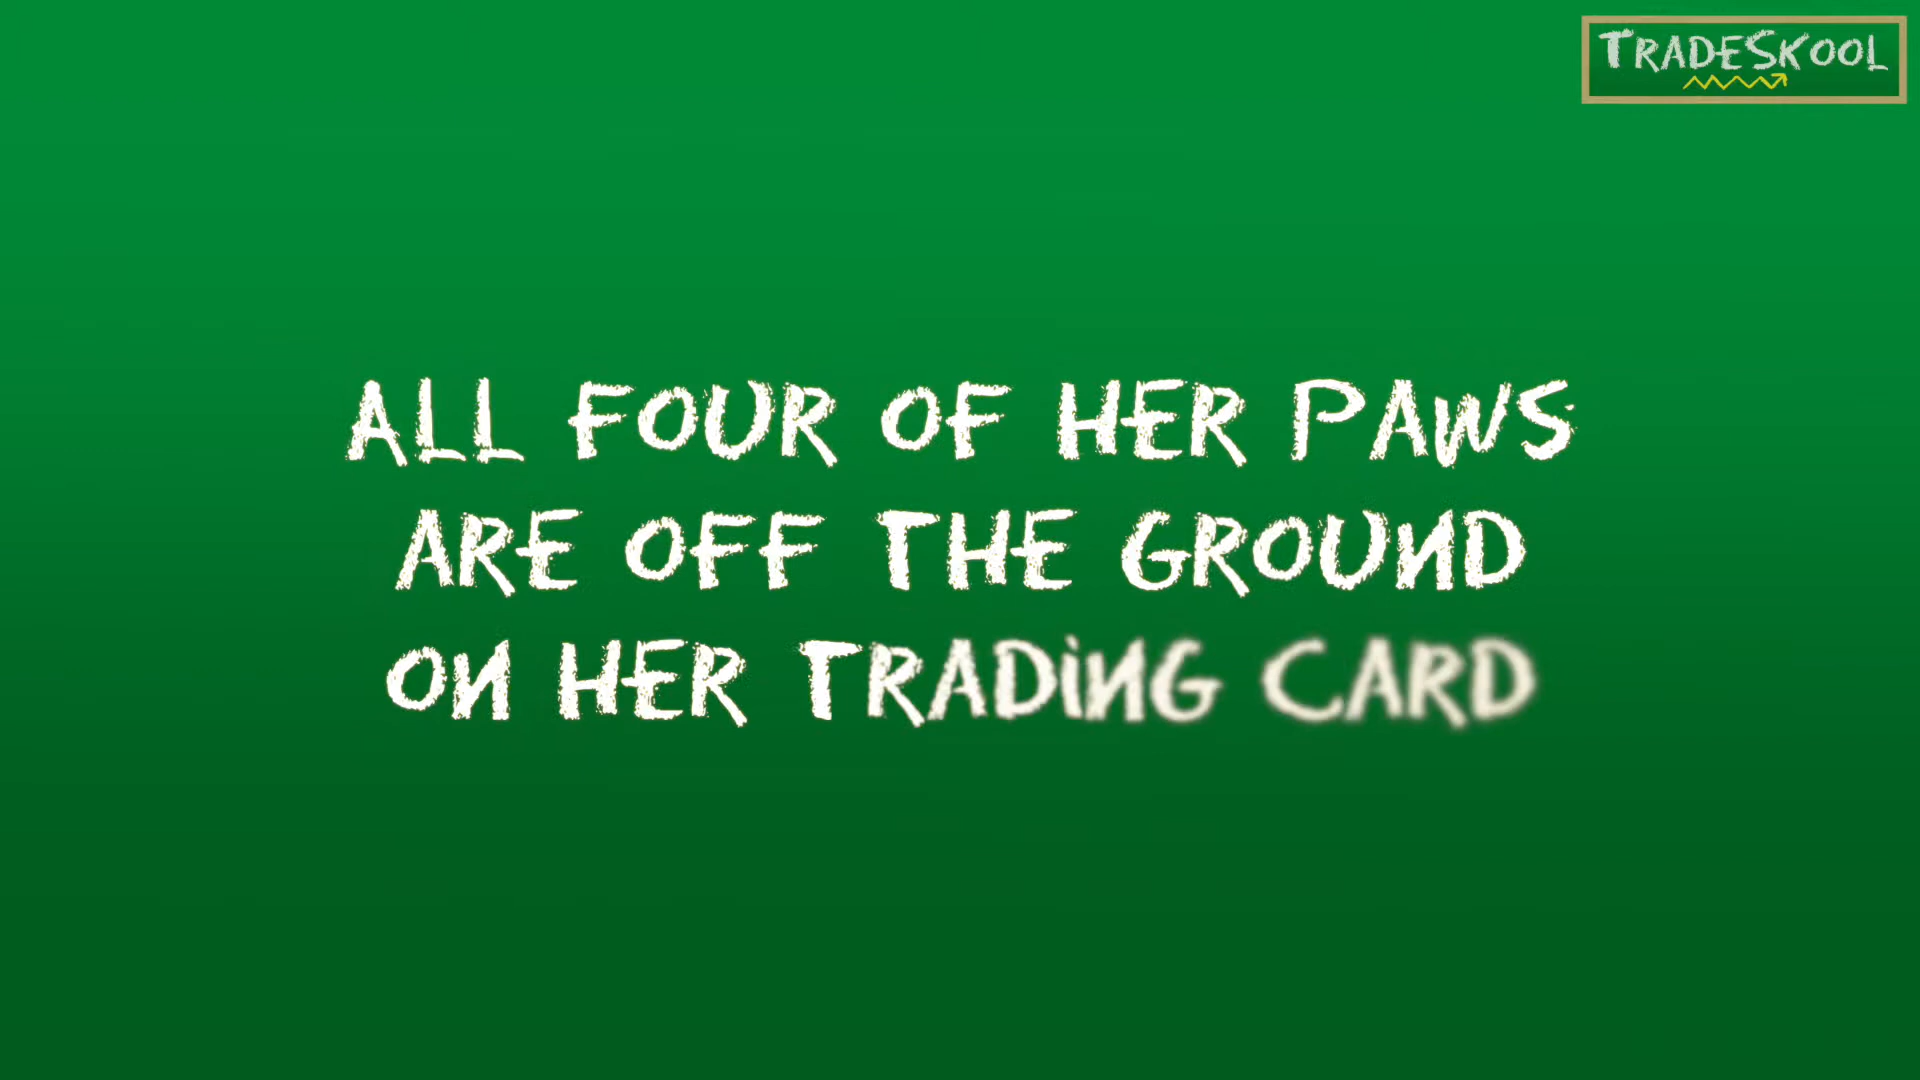 TRADESKOOL
ALL FOUR OF HER PAWS
ARE OFF THE GROUND
ON HER TRADING CARD